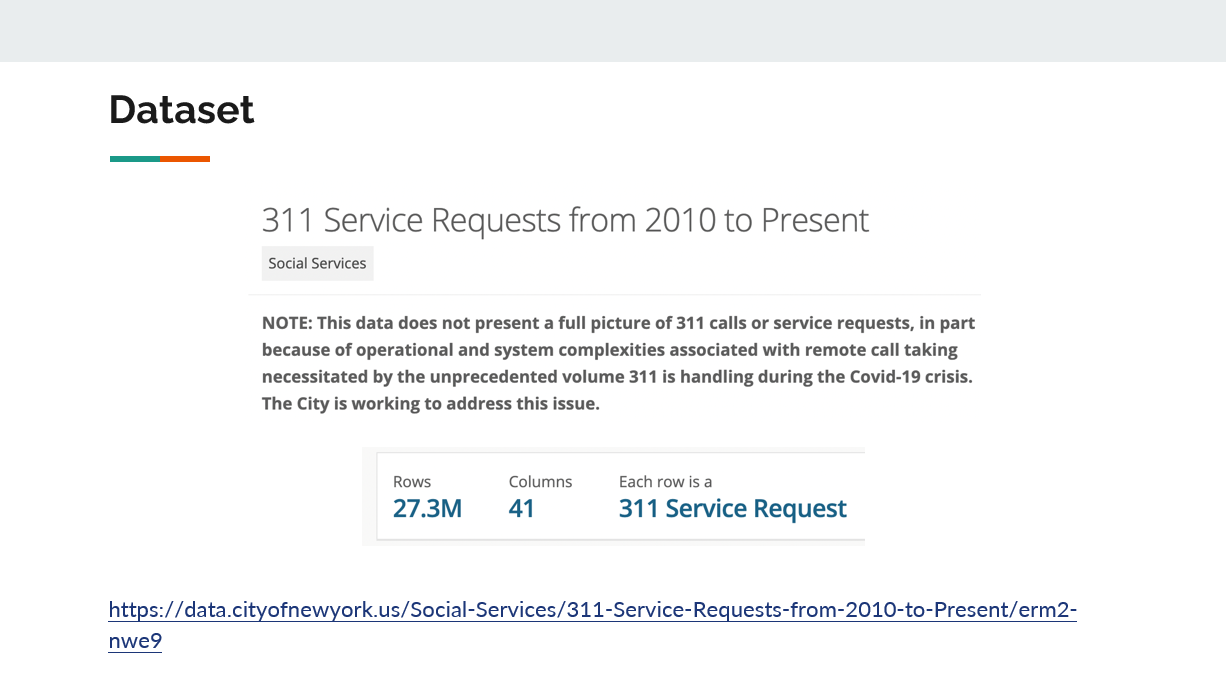 Dataset
311 Service Requests from 2010 to Present
Social Services
NOTE: This data does not present a full picture of 311 calls or service requests, in part
because of operational and system complexities associated with remote call taking
necessitated by the unprecedented volume 311 is handling during the Covid-19 crisis.
The City is working to address this issue.
Rows Columns Each row is a
27.3M 41 311 Service Request
https://data.cityofnewyork.us/Social-Services/311-Service-Requests-from-2010-to-Present/erm2-
nwe9